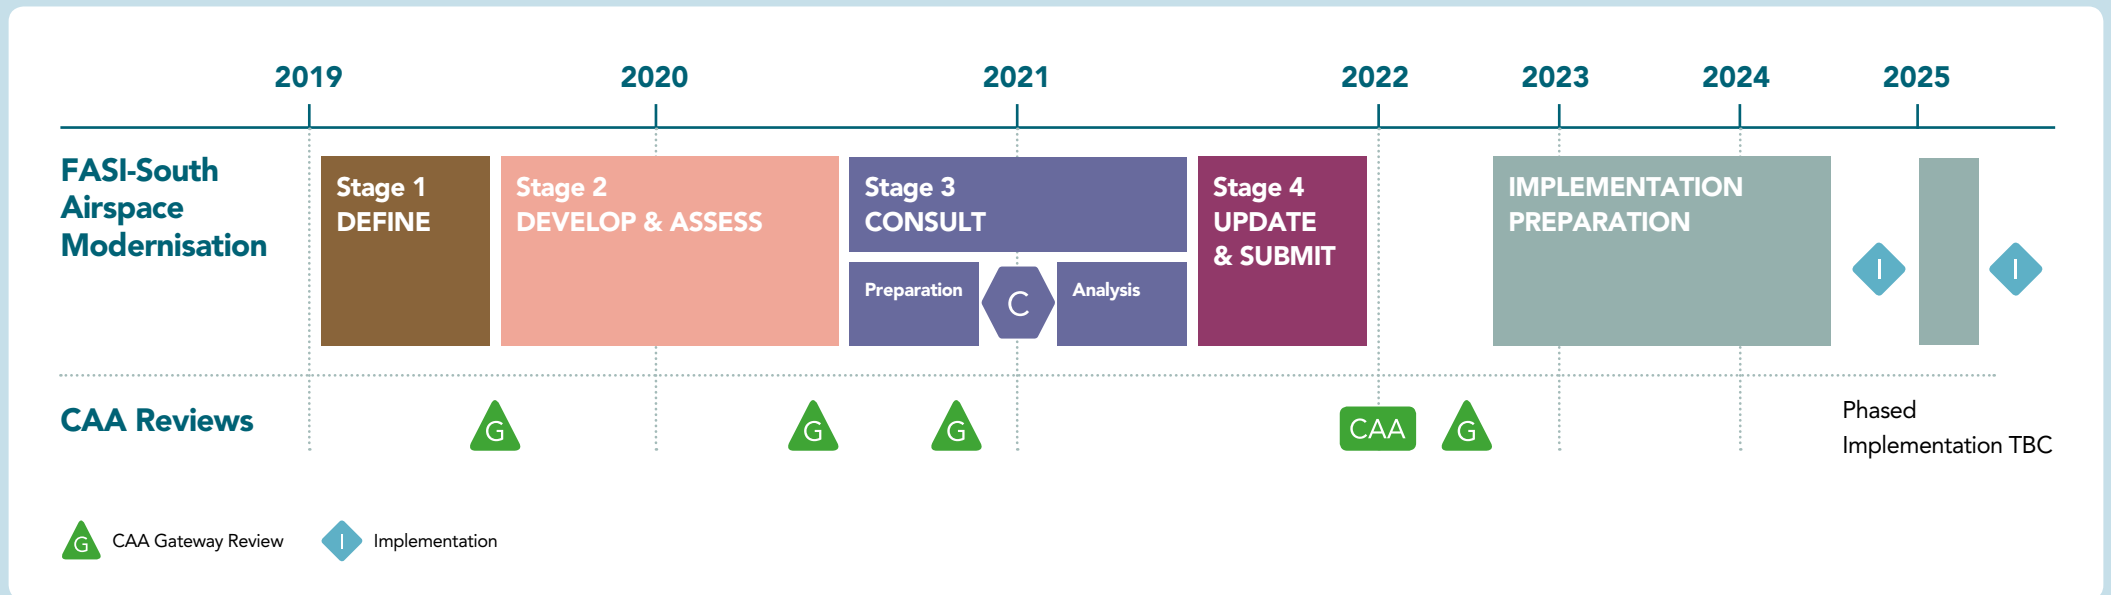 2019 2020 2021 2022 2023 2024 2025
FASI-South
Airspace
Modernisation
Stage 1
DEFINE
Stage 2
DEVELOP & ASSESS
Stage 3
CONSULT
Preparation
C
Analysis
Stage 4
UPDATE
& SUBMIT
IMPLEMENTATION
PREPARATION
I
I
CAA Reviews
G
G
G
CAA
G
Phased
Implementation TBC
G CAA Gateway Review
I Implementation